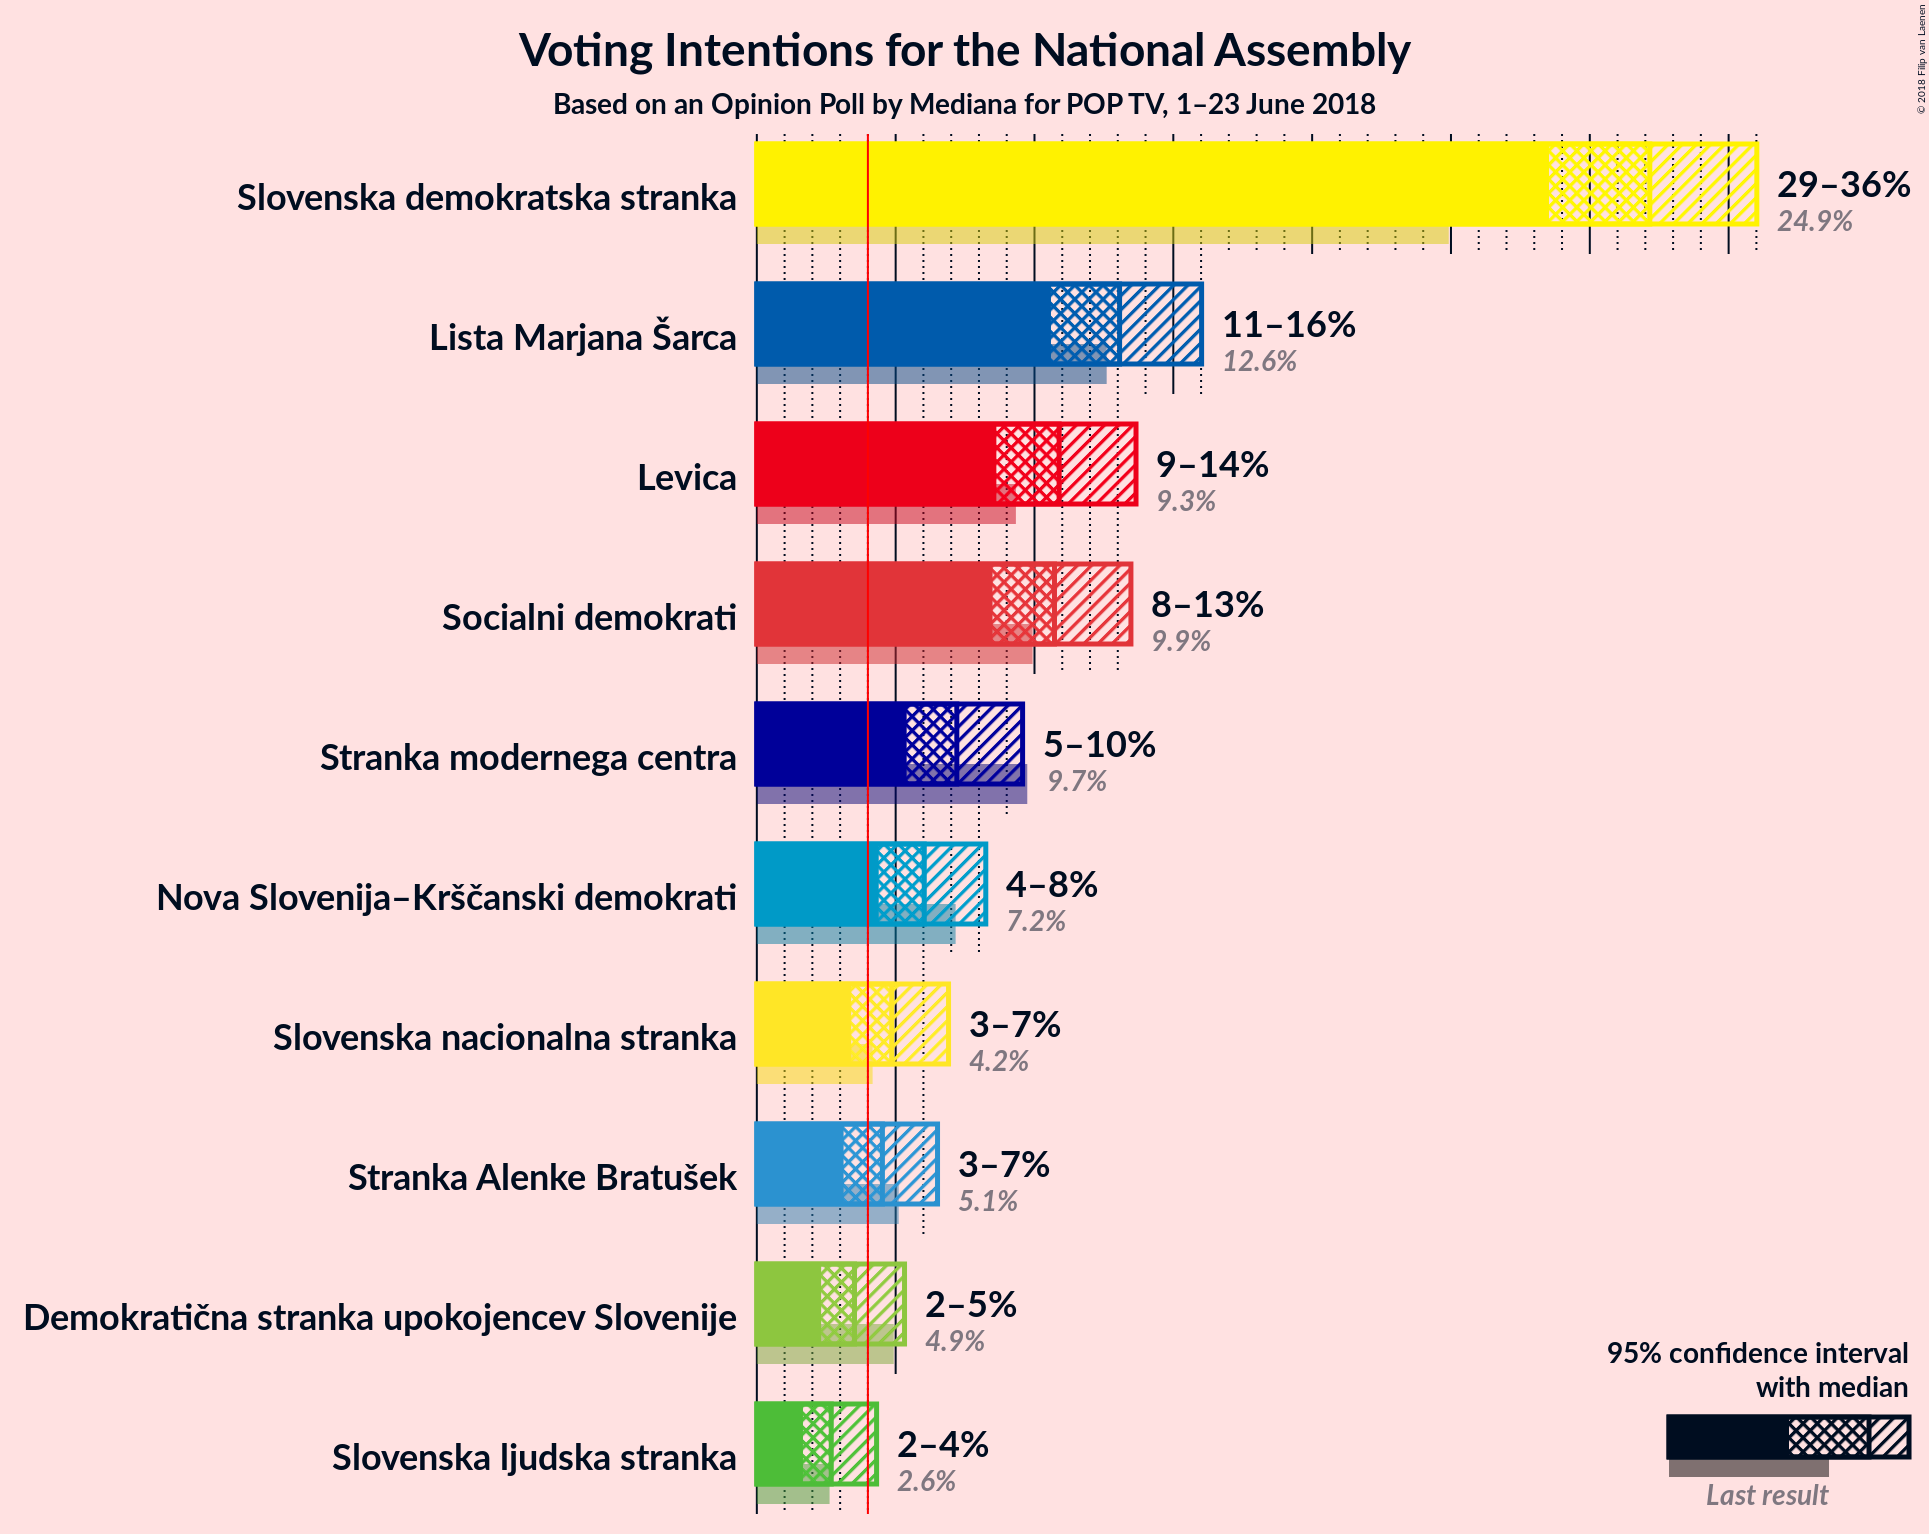 Voting Intentions for the National Assembly
Based on an Opinion Poll by Mediana for POP TV, 1–23 June 2018
© 2018 Filip van Laenen
Slovenska demokratska stranka
29–36%
24.9%
Lista Marjana Šarca
11–16%
12.6%
Levica
9–14%
9.3%
Socialni demokrati
8–13%
9.9%
Stranka modernega centra
5–10%
9.7%
Nova Slovenija–Krščanski demokrati
4–8%
7.2%
Slovenska nacionalna stranka
3–7%
4.2%
Stranka Alenke Bratušek
3–7%
5.1%
Demokratična stranka upokojencev Slovenije
2–5%
4.9%
Slovenska ljudska stranka
2–4%
2.6%
95% confidence interval
with median
Last result